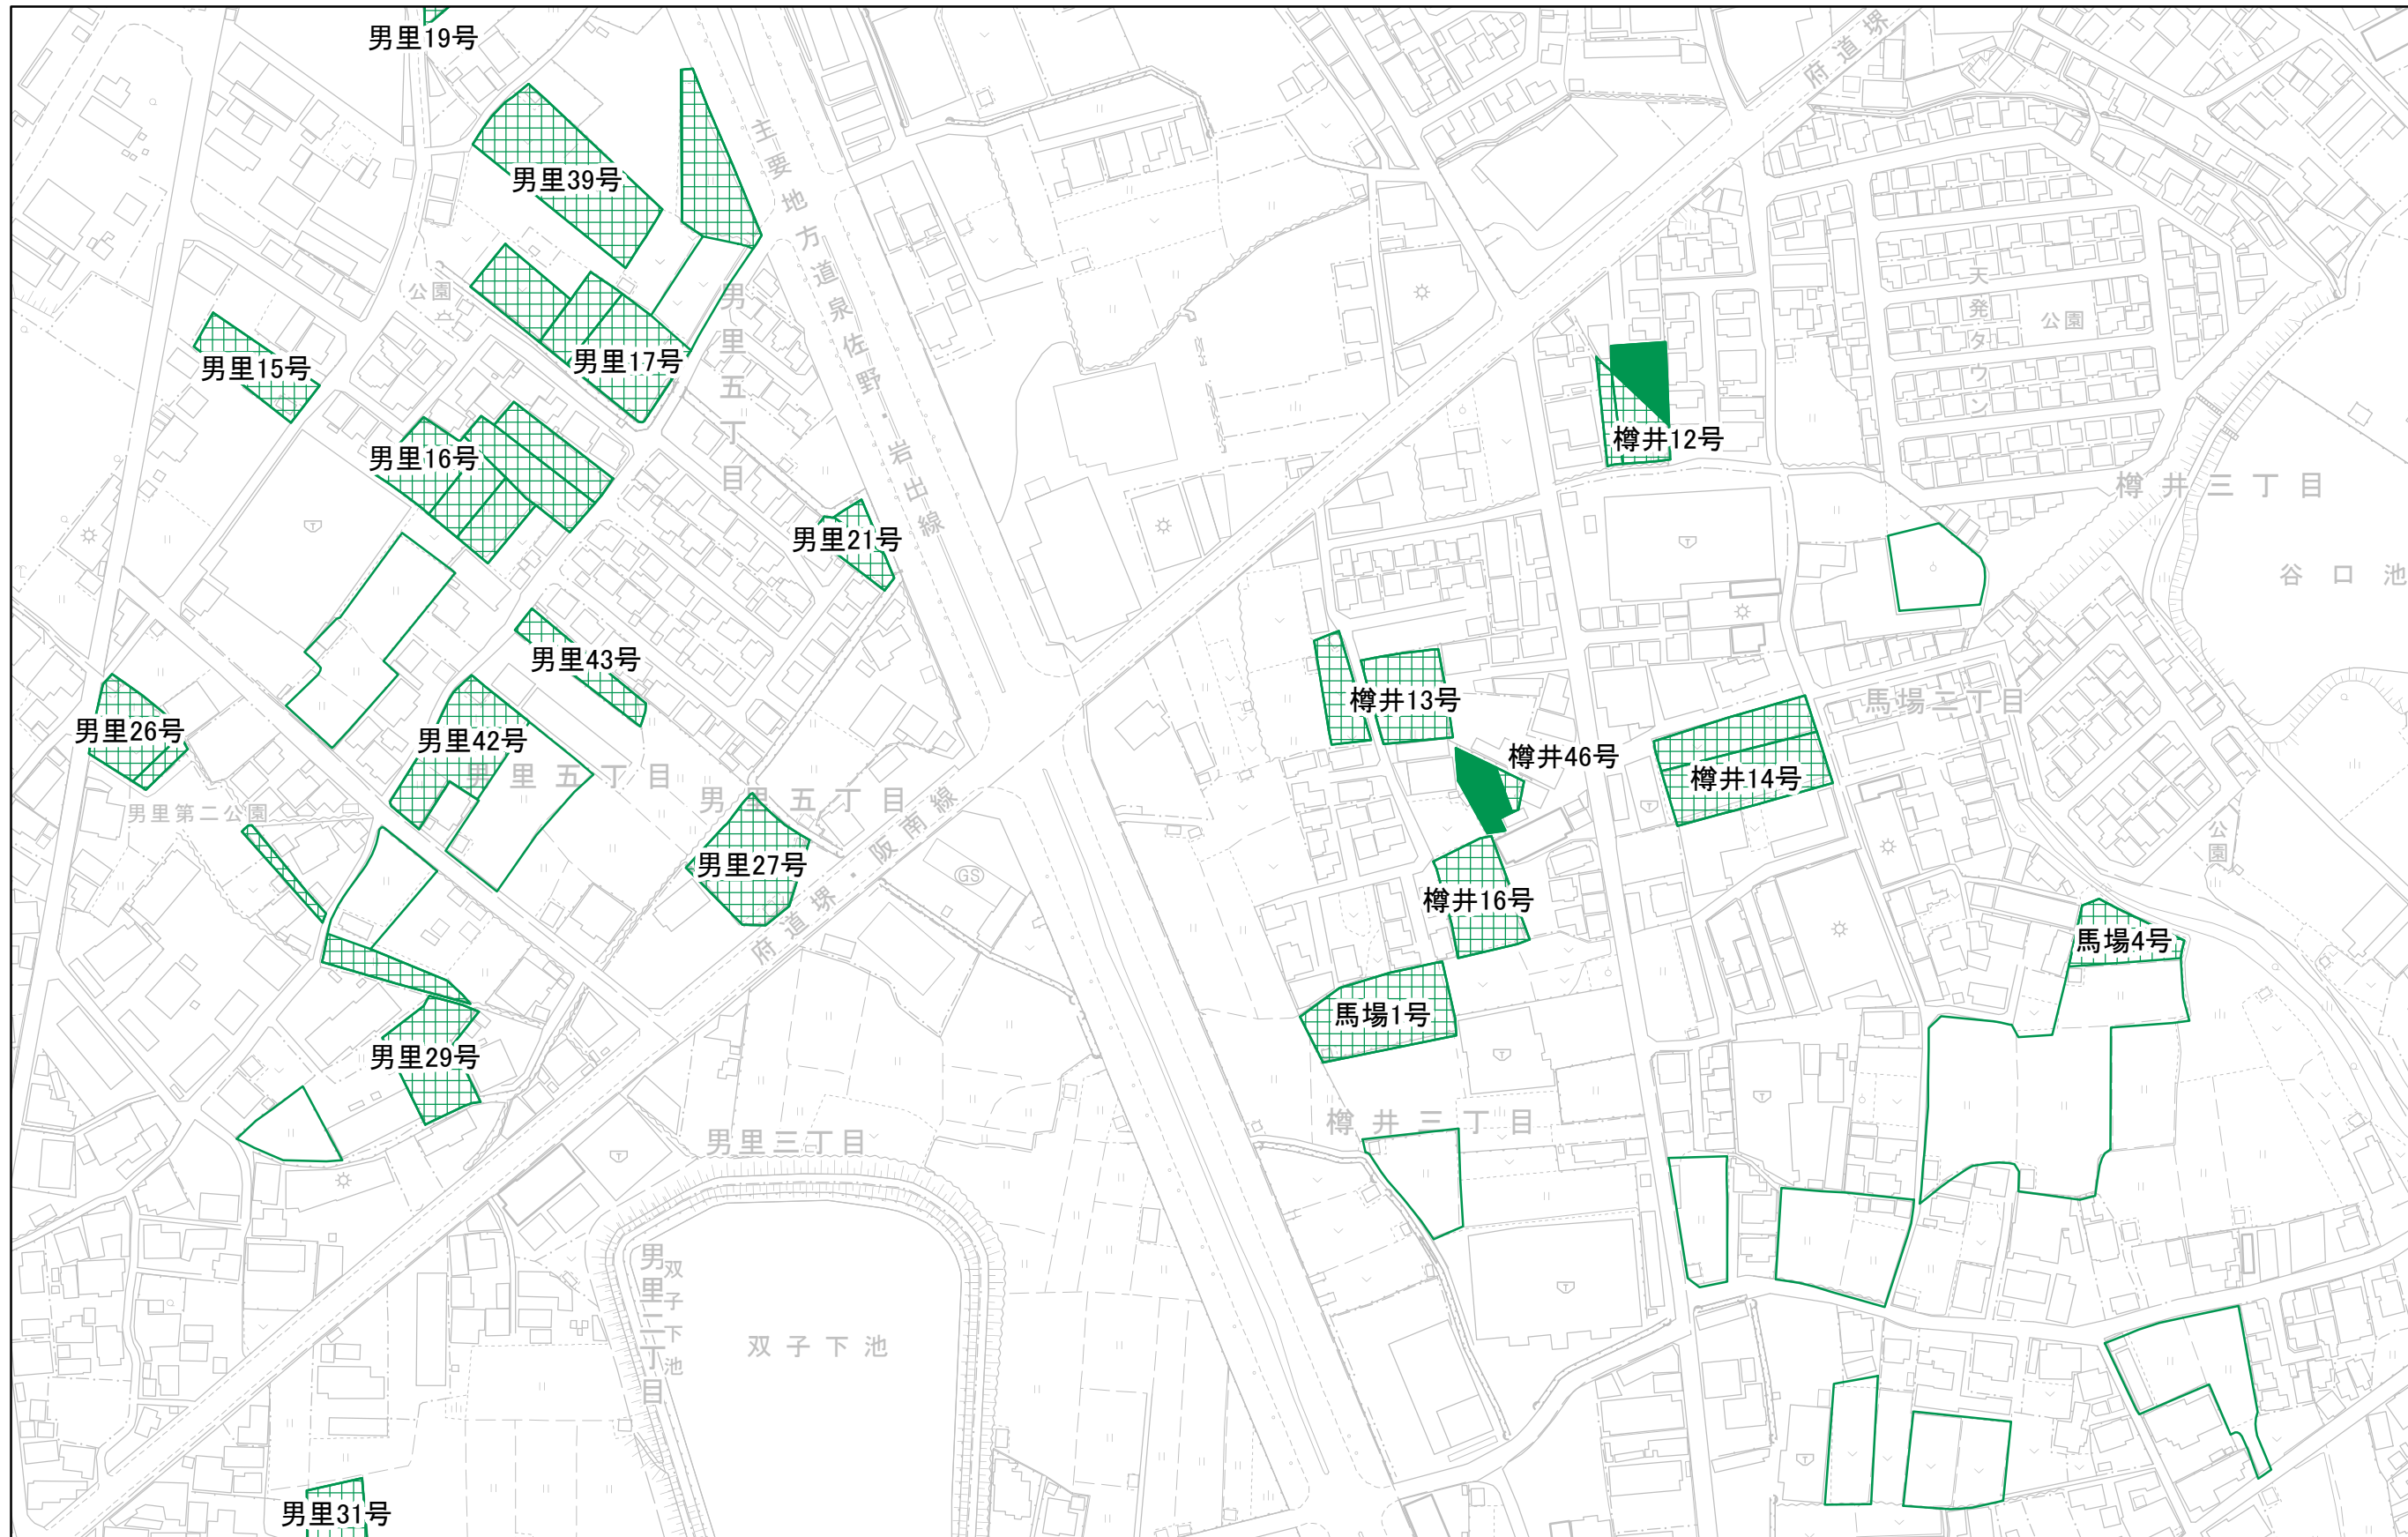 男里19号
府道堺
主要地方道泉佐野・岩出線
男里39号
公園
男里五丁目
天発タウン
公園
男里15号
男里17号
樽井12号
男里16号
樽井三丁目
男里21号
谷口池
男里43号
樽井13号
馬場二丁目
男里26号
男里42号
樽井46号
樽井14号
男里五丁目
男里五丁目
男里第二公園
府道堺・阪南線
公園
男里27号
GS
樽井16号
馬場4号
馬場1号
男里29号
樽井三丁目
男里三丁目
男里二丁目
双子下池
双子下池
男里31号